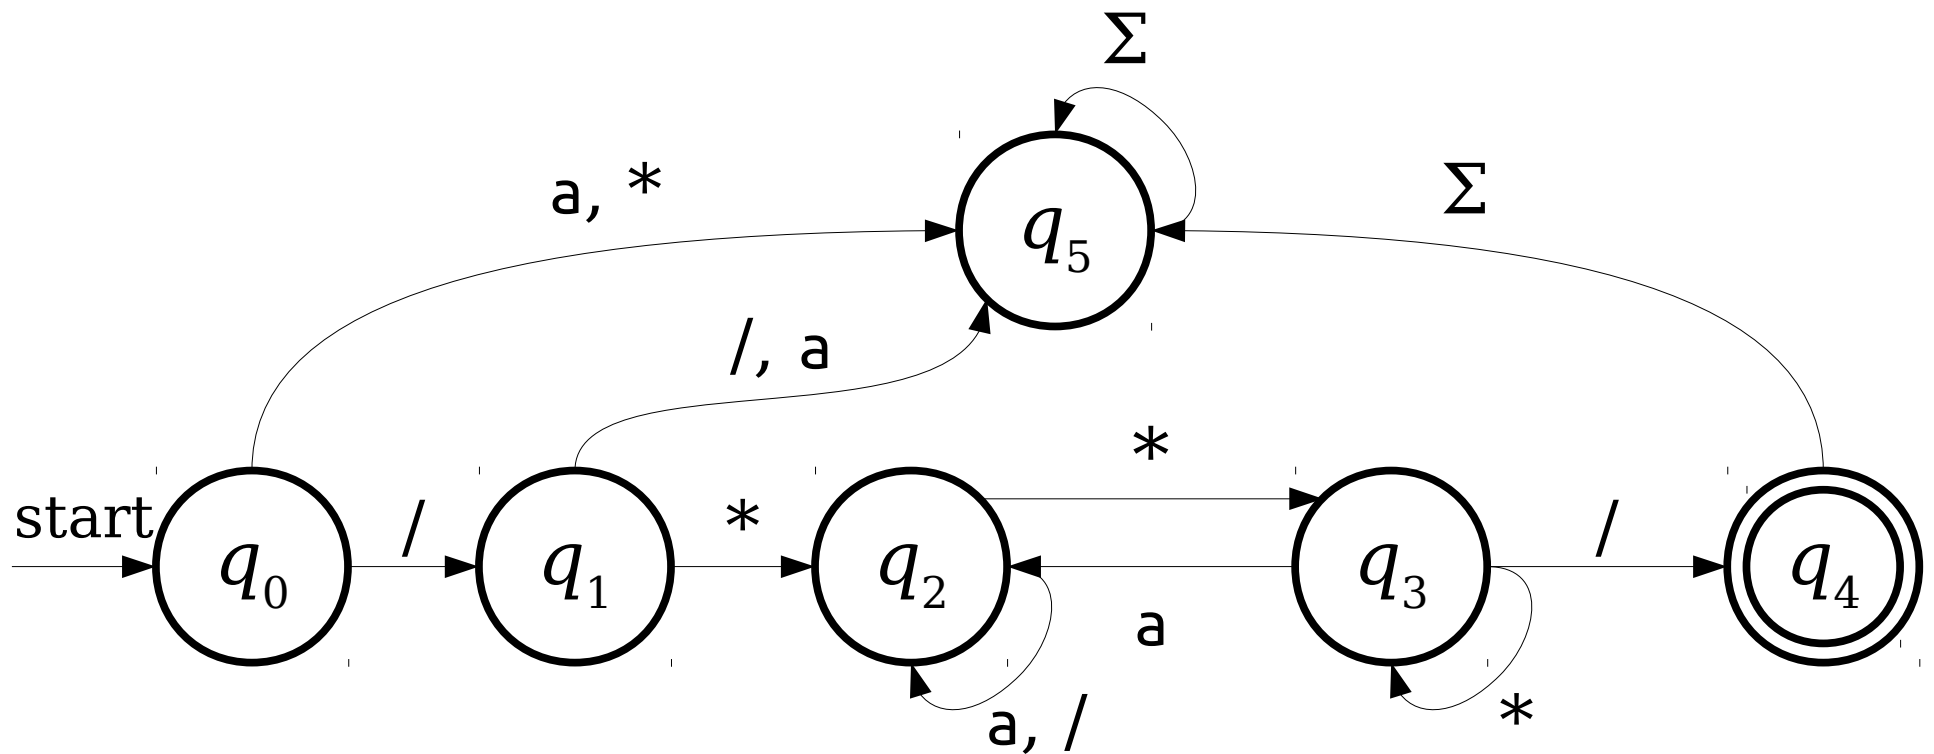 Σ
a, *
Σ
q5
/, a
*
start
/
*
/
q0
q1
q2
q3
q4
a
a, /
*